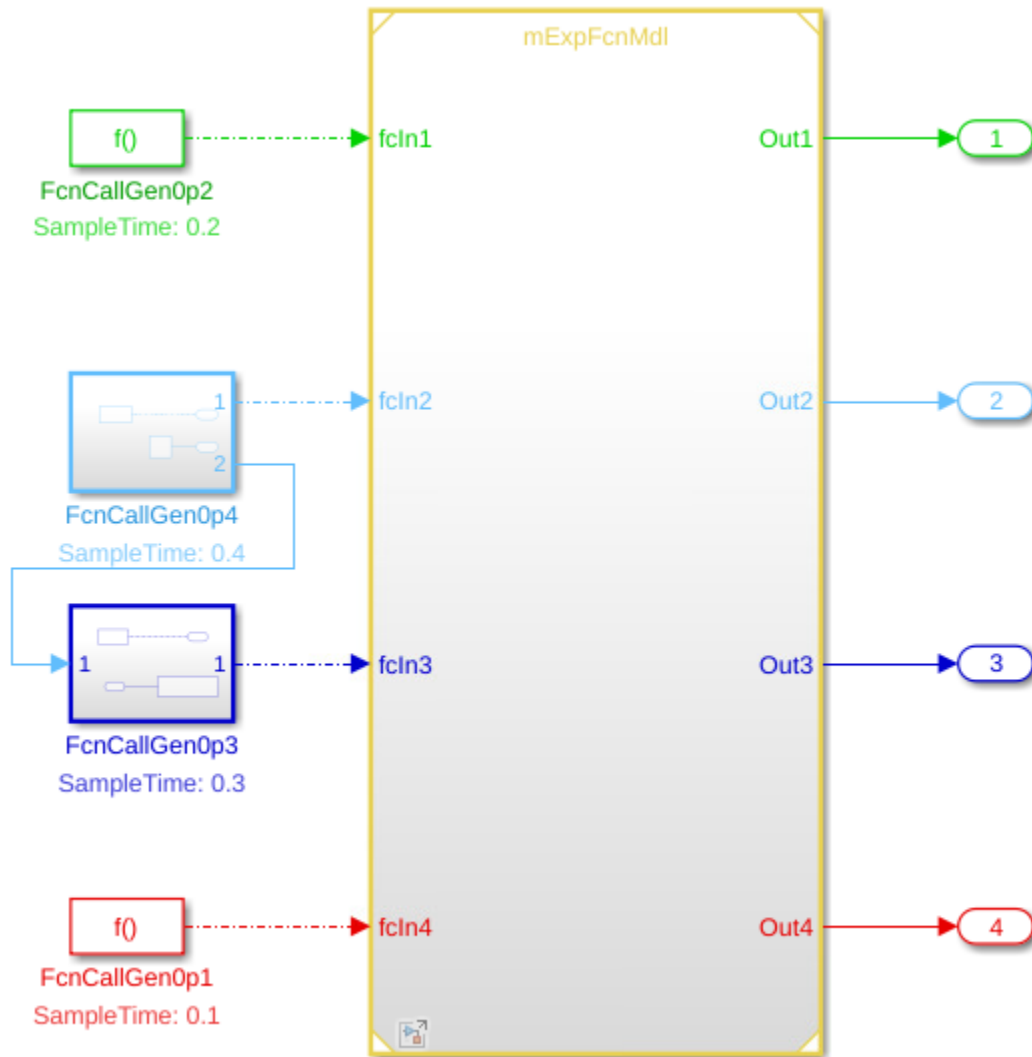 mExpFcnMdl
f()
fcIn1
Out1
1
FcnCallGen0p2
SampleTime: 0.2
1
fcIn2
Out2
2
2
FcnCallGen0p4
SampleTime: 0.4
1
1
fcIn3
Out3
3
FcnCallGen0p3
SampleTime: 0.3
f()
fcIn4
Out4
4
FcnCallGen0p1
SampleTime: 0.1